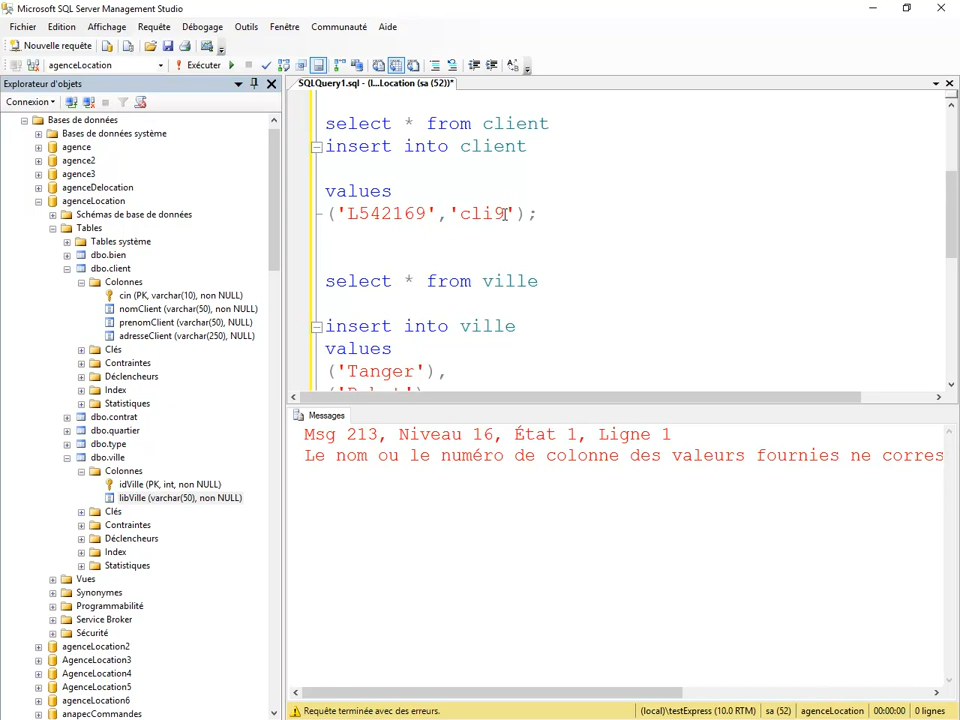 Microsoft SQL Server Management Studio
Fichier Edition Affichage Requête Débogage Outils Fenêtre Communauté Aide
Nouvelle requête
agenceLocation Exécuter
Explorateur d'objets
SQLQuery1.sql - (l...Location (sa (52))*
Connexion
Bases de données
Bases de données système
agence
agence2
agence3
agenceDelocation
agenceLocation
Schémas de base de données
Tables
Tables système
dbo.bien
dbo.client
Colonnes
cin (PK, varchar(10), non NULL)
nomClient (varchar(50), non NULL)
prenomClient (varchar(50), NULL)
adresseClient (varchar(250), NULL)
Clés
Contraintes
Déclencheurs
Index
Statistiques
dbo.contrat
dbo.quartier
dbo.type
dbo.ville
Colonnes
idVille (PK, int, non NULL)
libVille (varchar(50), non NULL)
Clés
Contraintes
Déclencheurs
Index
Statistiques
Vues
Synonymes
Programmabilité
Service Broker
Sécurité
agenceLocation2
AgenceLocation3
AgenceLocation4
AgenceLocation5
agenceLocation6
anapecCommandes
select * from client
insert into client
values
('L542169','cli9');
select * from ville
insert into ville
values
('Tanger'),
Messages
Msg 213, Niveau 16, État 1, Ligne 1
Le nom ou le numéro de colonne des valeurs fournies ne corres
Requête terminée avec des erreurs. (local)\testExpress (10.0 RTM) sa (52) agenceLocation 00:00:00 0 lignes